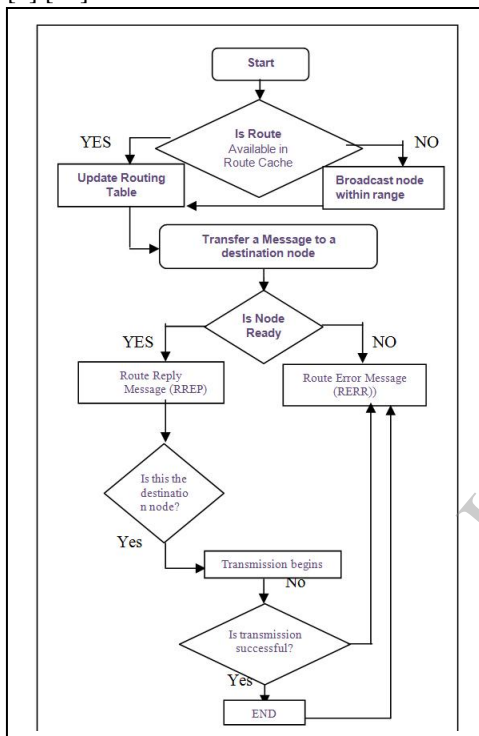 Start
Is Route
Available in
Route Cache
YES
NO
Update Routing
Table
Broadcast node
within range
Transfer a Message to a
destination node
Is Node
Ready
YES
NO
Route Reply
Message (RREP)
Route Error Message
(RERR))
Is this the
destinatio
n node?
Yes
Transmission begins
No
Is transmission
successful?
Yes
END